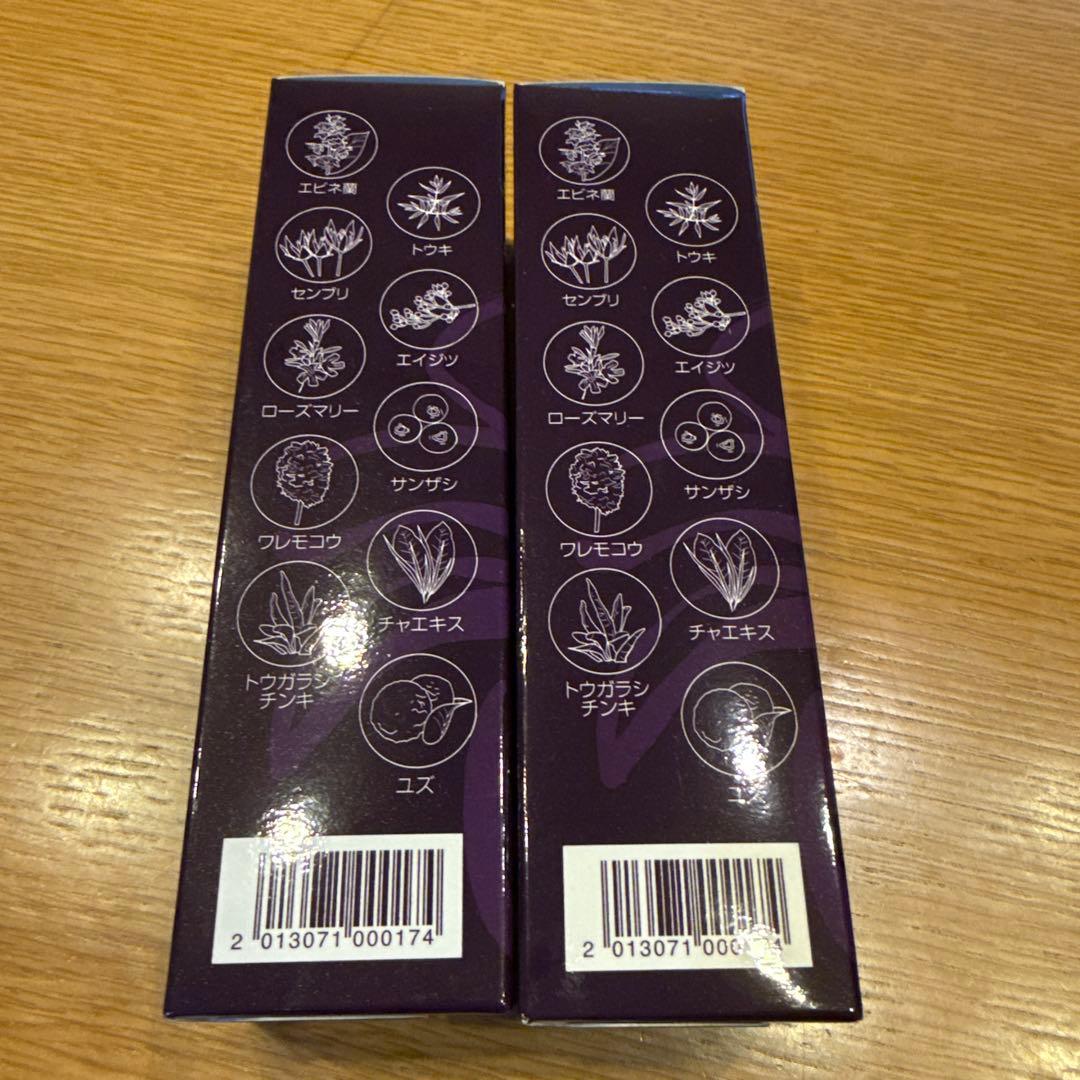 エビネ蘭
トウキ
センブリ
エイジツ
ローズマリー
サンザシ
ワレモコウ
チャエキス
トウガラシ
チンキ
ユズ
2 013071 000174
エビネ蘭
トウキ
センブリ
エイジツ
ローズマリー
サンザシ
ワレモコウ
チャエキス
トウガラシ
チンキ
2 013071